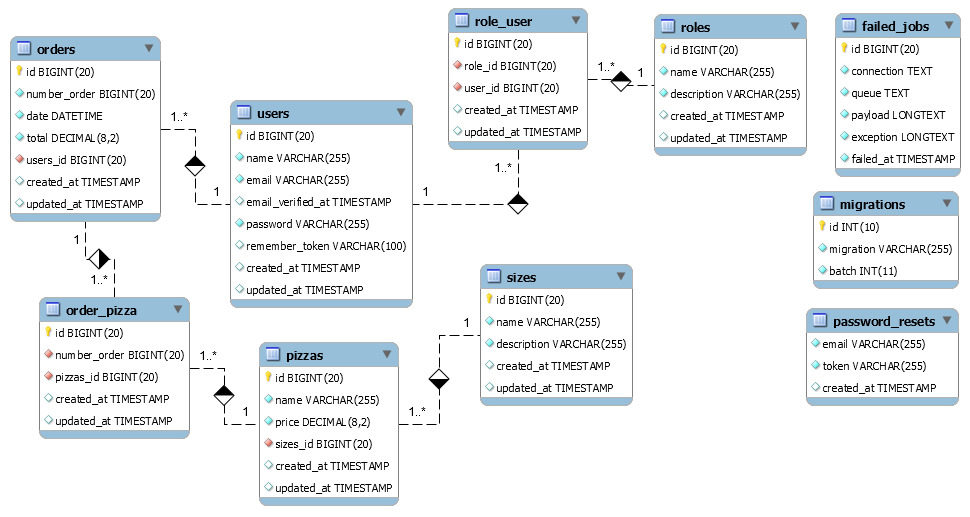 orders
id BIGINT(20)
number_order BIGINT(20)
date DATETIME
total DECIMAL(8,2)
users_id BIGINT(20)
created_at TIMESTAMP
updated_at TIMESTAMP
1..*
1
1
1..*
users
id BIGINT(20)
name VARCHAR(255)
email VARCHAR(255)
email_verified_at TIMESTAMP
password VARCHAR(255)
remember_token VARCHAR(100)
created_at TIMESTAMP
updated_at TIMESTAMP
1
1..*
role_user
id BIGINT(20)
role_id BIGINT(20)
user_id BIGINT(20)
created_at TIMESTAMP
updated_at TIMESTAMP
1..*
1
roles
id BIGINT(20)
name VARCHAR(255)
description VARCHAR(255)
created_at TIMESTAMP
updated_at TIMESTAMP
failed_jobs
id BIGINT(20)
connection TEXT
queue TEXT
payload LONGTEXT
exception LONGTEXT
failed_at TIMESTAMP
migrations
id INT(10)
migration VARCHAR(255)
batch INT(11)
password_resets
email VARCHAR(255)
token VARCHAR(255)
created_at TIMESTAMP
order_pizza
id BIGINT(20)
number_order BIGINT(20)
pizzas_id BIGINT(20)
created_at TIMESTAMP
updated_at TIMESTAMP
1..*
1
pizzas
id BIGINT(20)
name VARCHAR(255)
price DECIMAL(8,2)
sizes_id BIGINT(20)
created_at TIMESTAMP
updated_at TIMESTAMP
1..*
1
sizes
id BIGINT(20)
name VARCHAR(255)
description VARCHAR(255)
created_at TIMESTAMP
updated_at TIMESTAMP